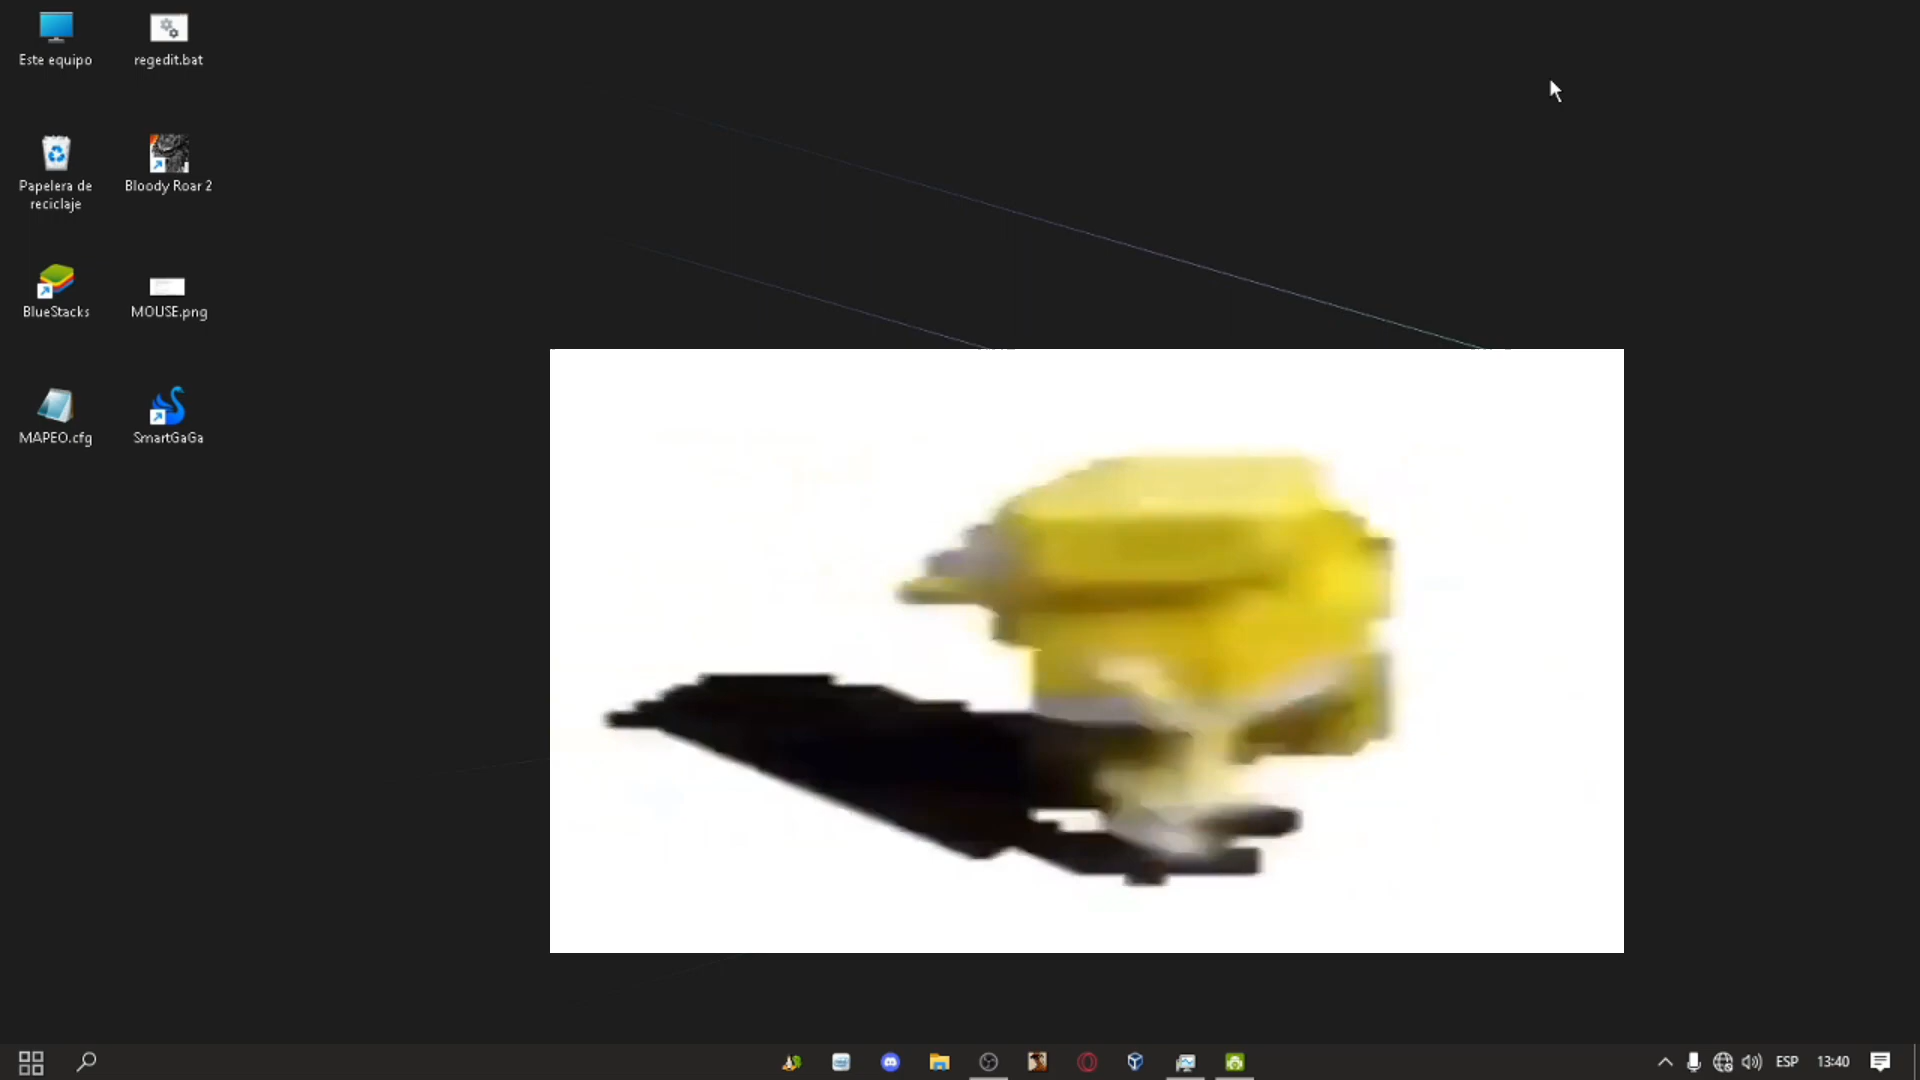 Este equipo
regedit.bat
Papelera de
reciclaje
Bloody Roar 2
BlueStacks
MOUSE.png
MAPEO.cfg
SmartGaGa
ESP
13:40